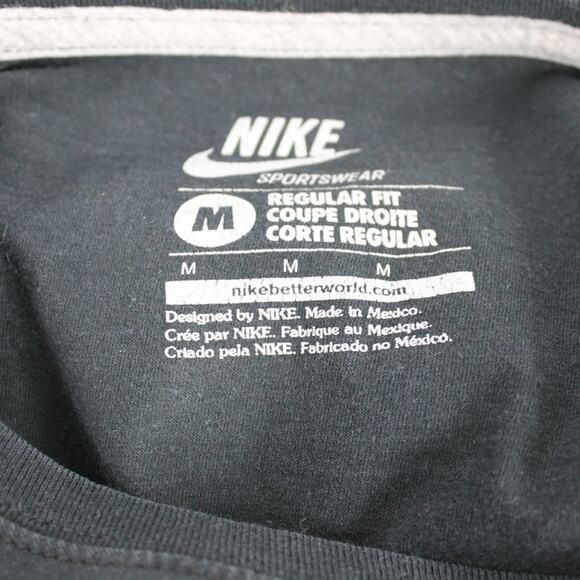 NIKE
SPORTSWEAR
M
REGULAR FIT
COUPE DROITE
CORTE REGULAR
M M M
nikebetterworld.com
Designed by NIKE. Made in Mexico.
Crée par NIKE. Fabrique au Mexique.
Criado pela NIKE. Fabricado no México.